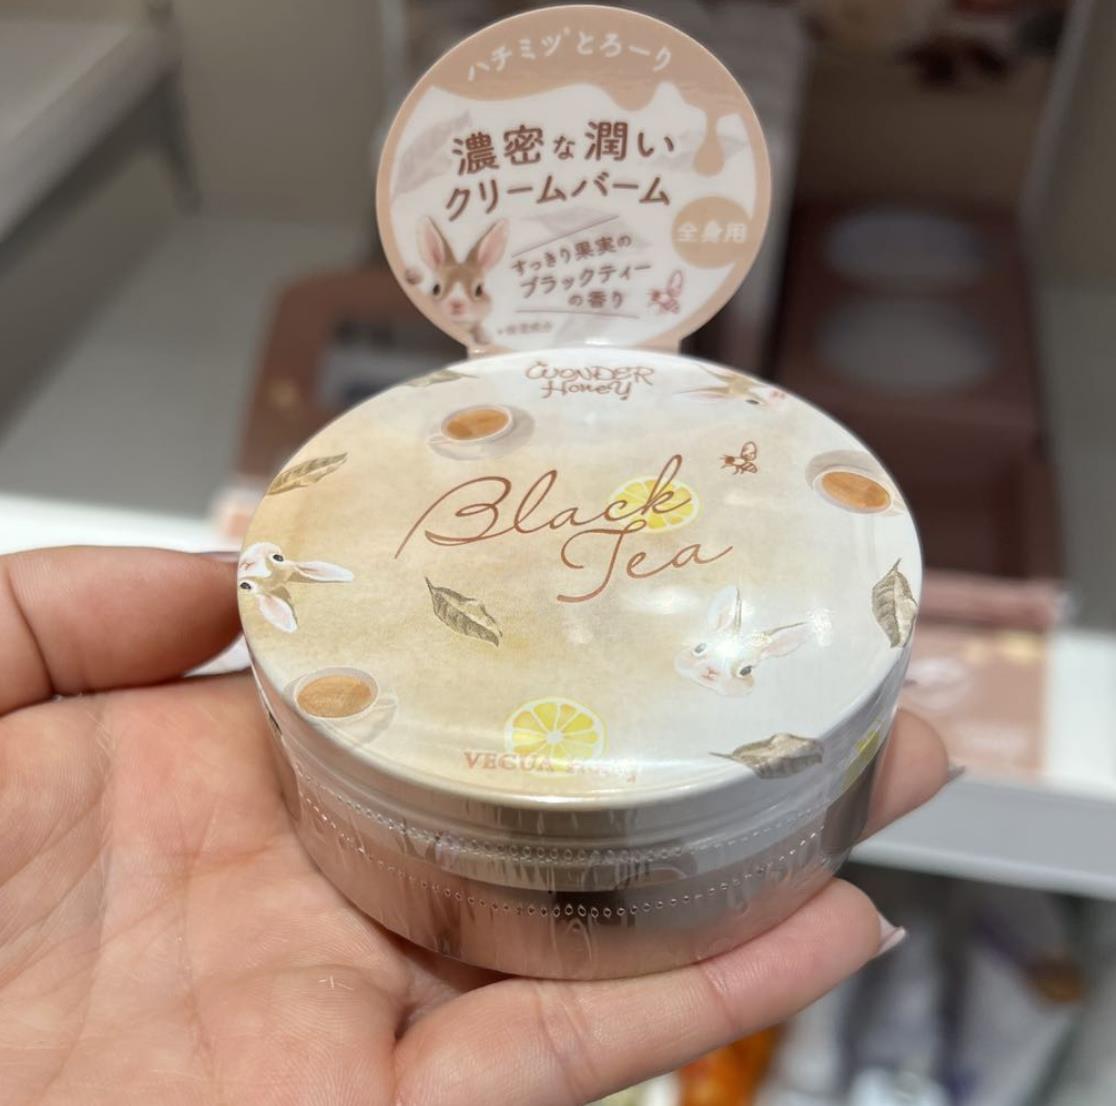 ハチミツとろーり
濃密な潤い
クリームバーム
全身用
すっきり果実の
ブラックティー
の香り
WONDER
Honey
Black
Tea
VECUA Honey